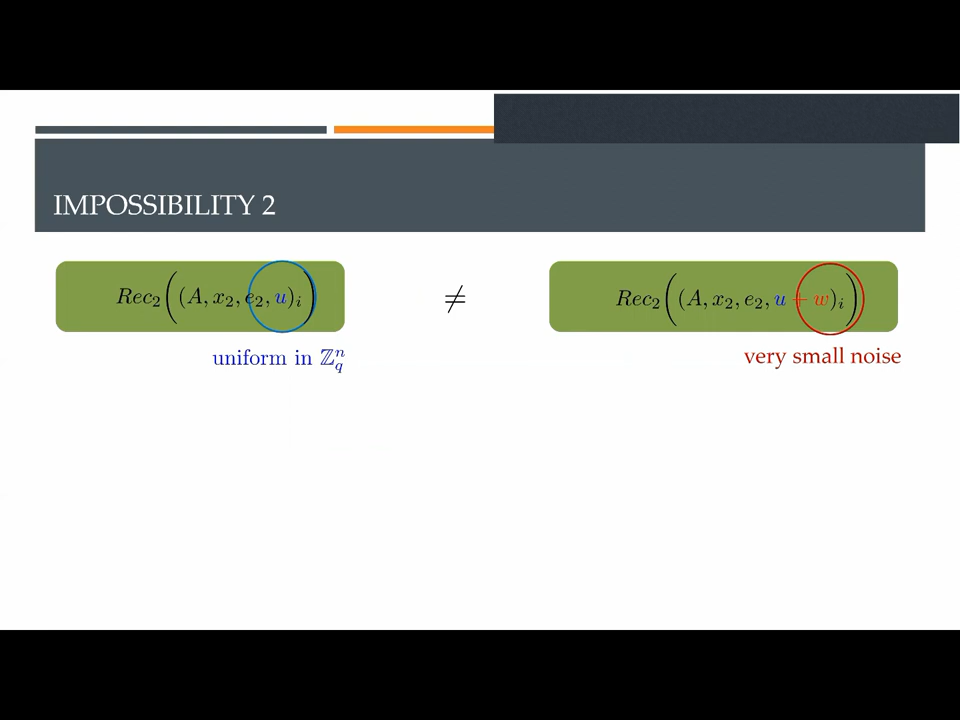 IMPOSSIBILITY 2
Rec₂((A, x₂, e₂, u)ᵢ) ≠ Rec₂((A, x₂, e₂, u + w)ᵢ)
uniform in ℤ_q^n
very small noise